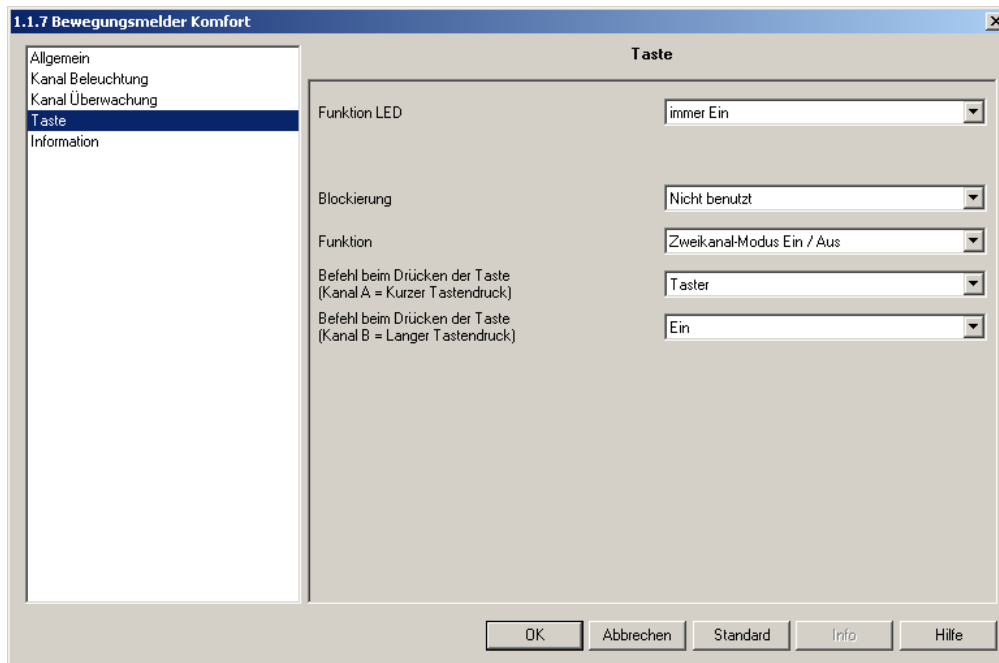 1.1.7 Bewegungsmelder Komfort
Allgemein
Kanal Beleuchtung
Kanal Überwachung
Taste
Information
Taste
Funktion LED
immer Ein
Blockierung
Nicht benutzt
Funktion
Zweikanal-Modus Ein / Aus
Befehl beim Drücken der Taste
(Kanal A = Kurzer Tastendruck)
Taster
Befehl beim Drücken der Taste
(Kanal B = Langer Tastendruck)
Ein
OK
Abbrechen
Standard
Info
Hilfe